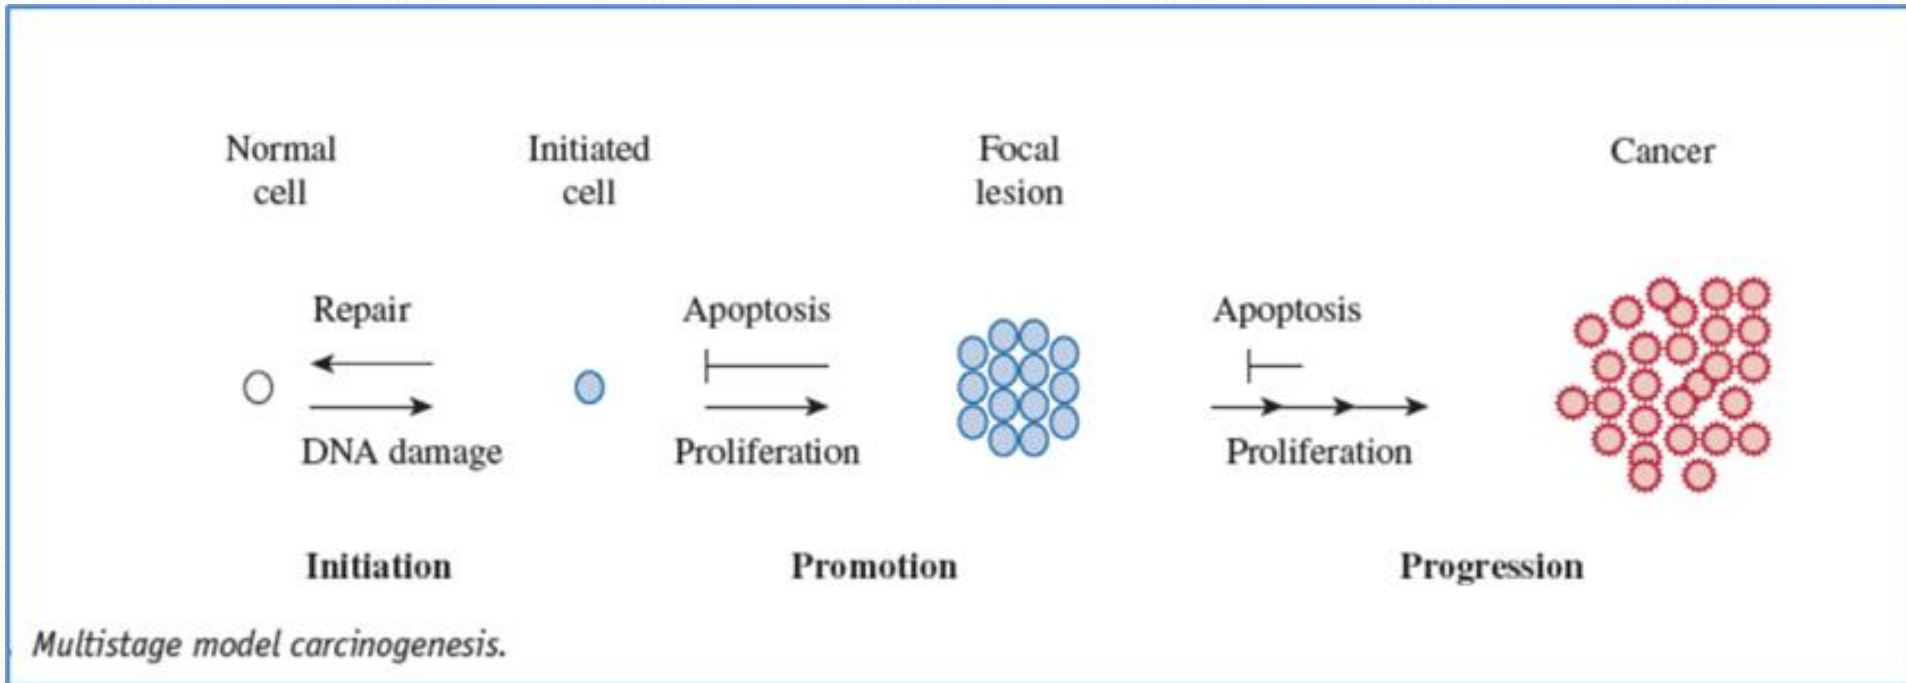 Normal
cell
Initiated
cell
Focal
lesion
Cancer
Repair
Apoptosis
Apoptosis
DNA damage
Proliferation
Proliferation
Initiation
Promotion
Progression
Multistage model carcinogenesis.